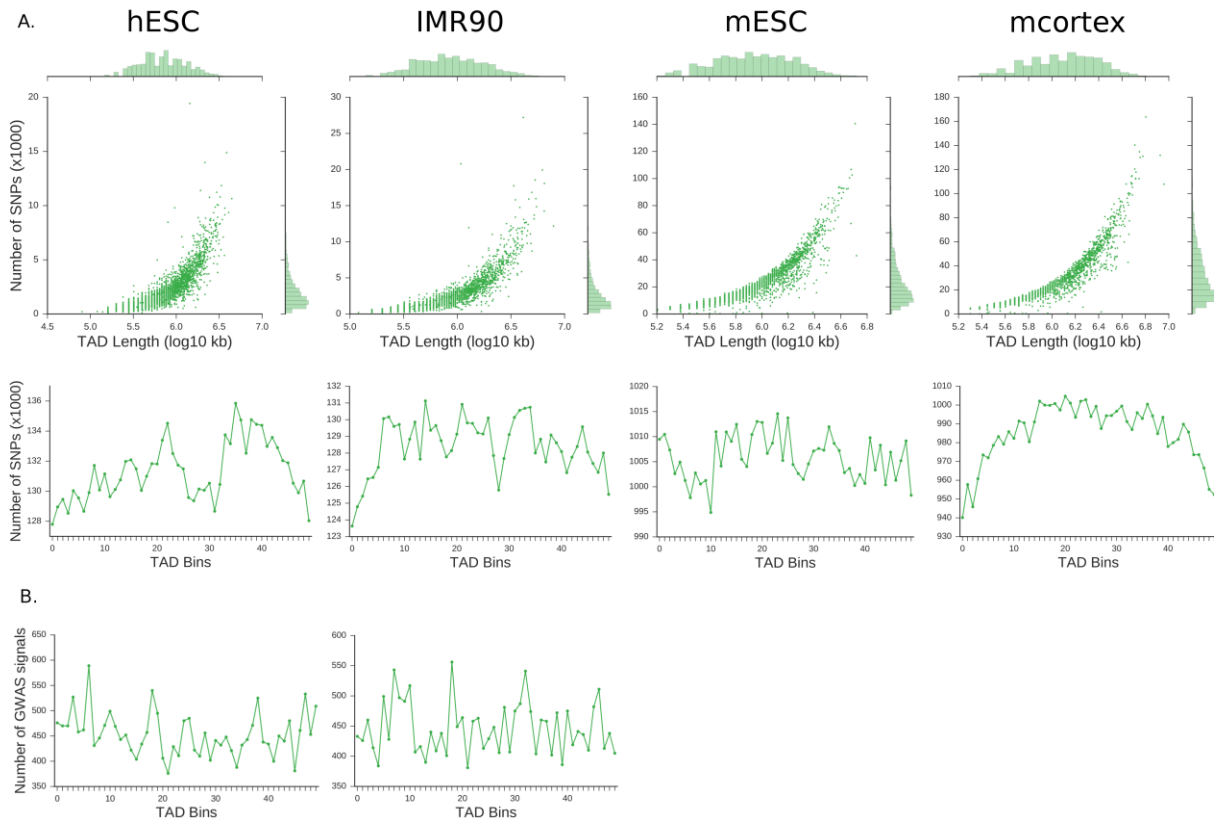 A.
hESC IMR90 mESC mcortex
Number of SNPs (x1000)
20 15 10 5 0
4.5 5.0 5.5 6.0 6.5 7.0
TAD Length (log10 kb)
30 25 20 15 10 5 0
5.0 5.5 6.0 6.5 7.0
TAD Length (log10 kb)
160 140 120 100 80 60 40 20 0
5.2 5.4 5.6 5.8 6.0 6.2 6.4 6.6 6.8
TAD Length (log10 kb)
180 160 140 120 100 80 60 40 20 0
5.2 5.4 5.6 5.8 6.0 6.2 6.4 6.6 6.8 7.0
TAD Length (log10 kb)
Number of SNPs (x1000)
136 134 132 130 128
0 10 20 30 40
TAD Bins
132 131 130 129 128 127 126 125 124 123
0 10 20 30 40
TAD Bins
1020 1015 1010 1005 1000 995 990
0 10 20 30 40
TAD Bins
1010 1000 990 980 970 960 950 940 930
0 10 20 30 40
TAD Bins
B.
Number of GWAS signals
650 600 550 500 450 400 350
0 10 20 30 40
TAD Bins
600 550 500 450 400 350
0 10 20 30 40
TAD Bins